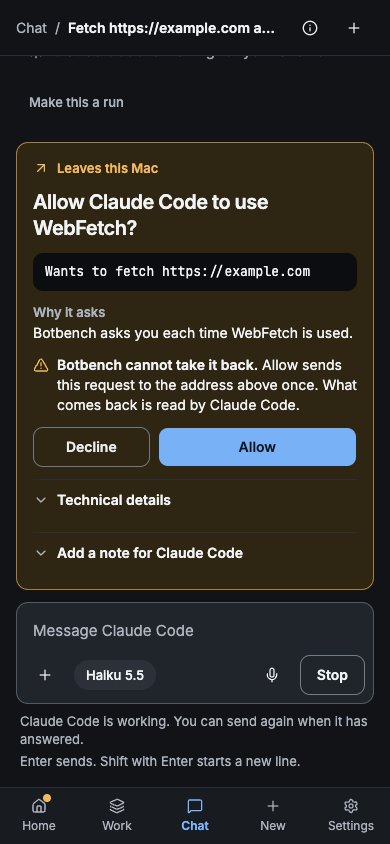 Chat / Fetch https://example.com a...
Make this a run
Leaves this Mac
Allow Claude Code to use
WebFetch?
Wants to fetch https://example.com
Why it asks
Botbench asks you each time WebFetch is used.
Botbench cannot take it back. Allow sends
this request to the address above once. What
comes back is read by Claude Code.
Decline
Allow
Technical details
Add a note for Claude Code
Message Claude Code
Haiku 5.5
Stop
Claude Code is working. You can send again when it has
answered.
Enter sends. Shift with Enter starts a new line.
Home
Work
Chat
New
Settings